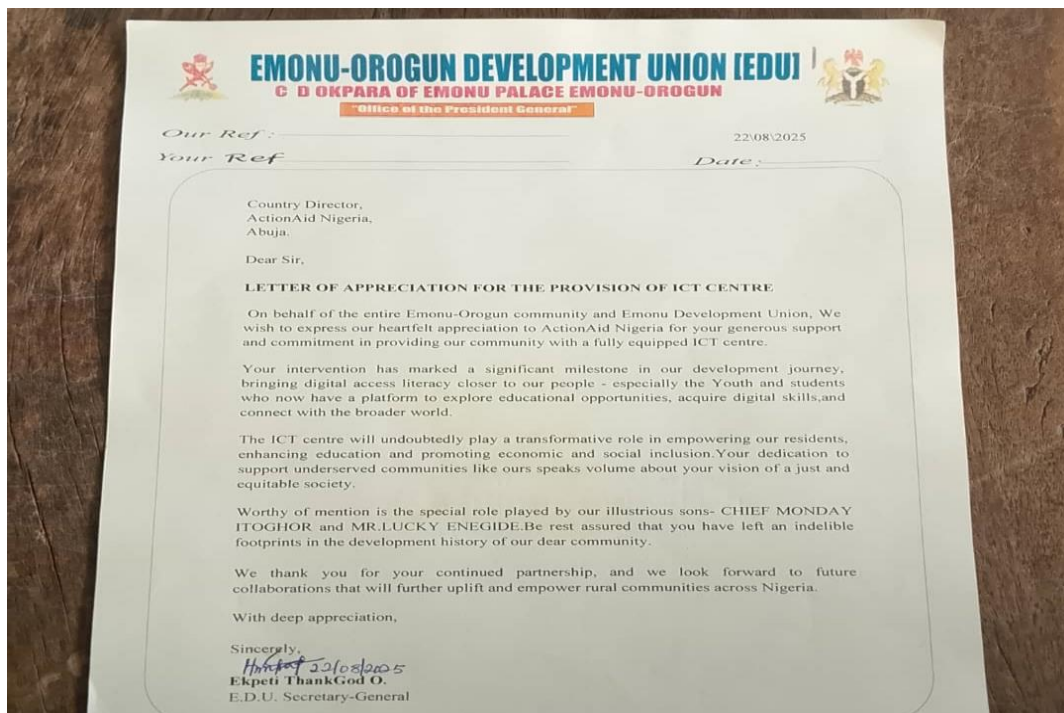 EMONU-OROGUN DEVELOPMENT UNION [EDU]
C D OKPARA OF EMONU PALACE EMONU-OROGUN
"Office of the President General"
Our Ref:
22\08\2025
Your Ref
Date:
Country Director,
ActionAid Nigeria,
Abuja.
Dear Sir,
LETTER OF APPRECIATION FOR THE PROVISION OF ICT CENTRE
On behalf of the entire Emonu-Orogun community and Emonu Development Union, We
wish to express our heartfelt appreciation to ActionAid Nigeria for your generous support
and commitment in providing our community with a fully equipped ICT centre.
Your intervention has marked a significant milestone in our development journey,
bringing digital access literacy closer to our people - especially the Youth and students
who now have a platform to explore educational opportunities, acquire digital skills,and
connect with the broader world.
The ICT centre will undoubtedly play a transformative role in empowering our residents,
enhancing education and promoting economic and social inclusion.Your dedication to
support underserved communities like ours speaks volume about your vision of a just and
equitable society.
Worthy of mention is the special role played by our illustrious sons- CHIEF MONDAY
ITOGHOR and MR.LUCKY ENEGIDE.Be rest assured that you have left an indelible
footprints in the development history of our dear community.
We thank you for your continued partnership, and we look forward to future
collaborations that will further uplift and empower rural communities across Nigeria.
With deep appreciation,
Sincerely,
22/08/2025
Ekpeti ThankGod O.
E.D.U. Secretary-General